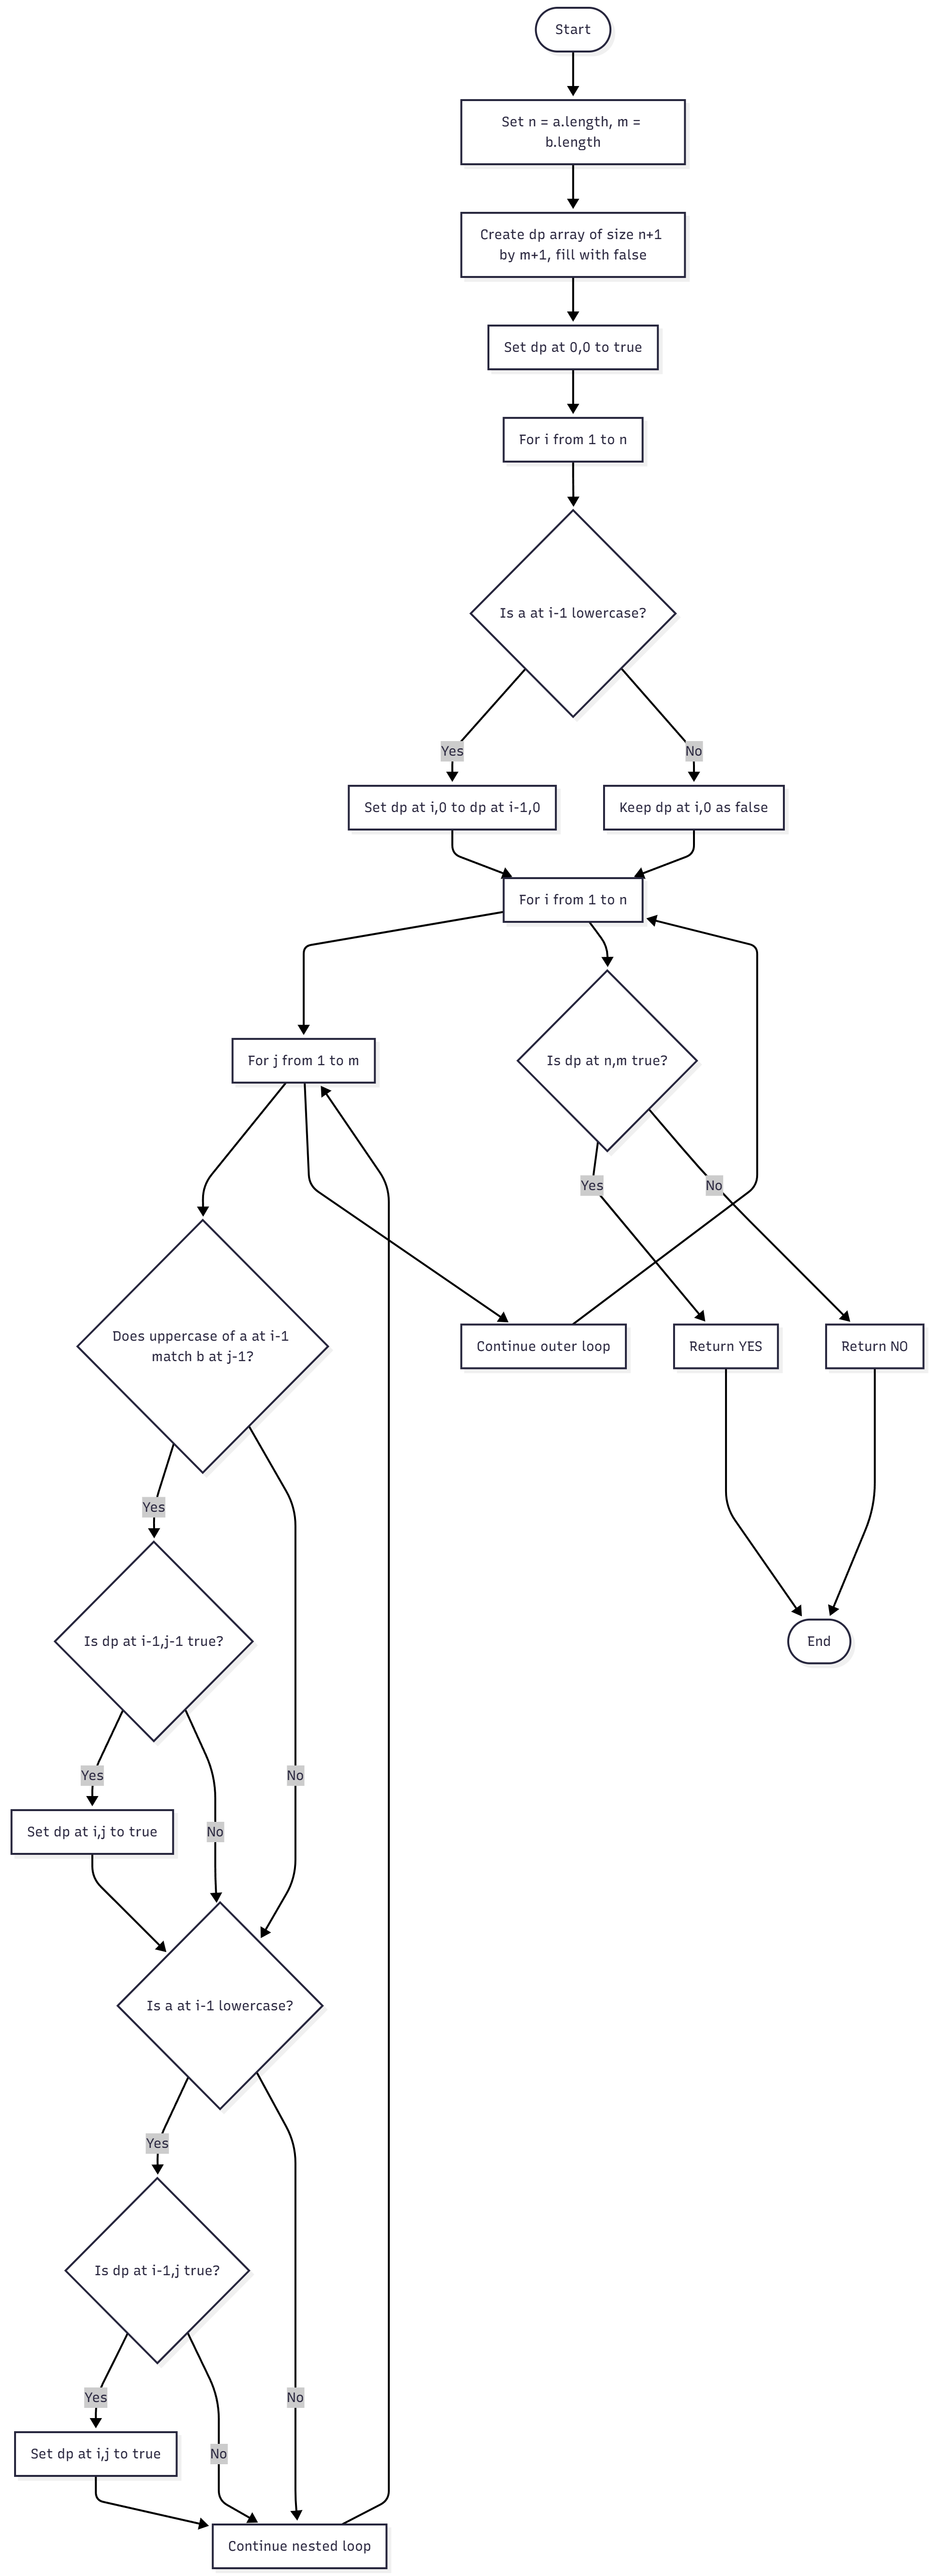 Start
Set n = a.length, m =
b.length
Create dp array of size n+1
by m+1, fill with false
Set dp at 0,0 to true
For i from 1 to n
Is a at i-1 lowercase?
Yes
No
Set dp at i,0 to dp at i-1,0
Keep dp at i,0 as false
For i from 1 to n
For j from 1 to m
Is dp at n,m true?
Yes
No
Does uppercase of a at i-1
match b at j-1?
Continue outer loop
Return YES
Return NO
Yes
Is dp at i-1,j-1 true?
End
Yes
No
Set dp at i,j to true
No
Is a at i-1 lowercase?
Yes
Is dp at i-1,j true?
Yes
No
Set dp at i,j to true
No
Continue nested loop